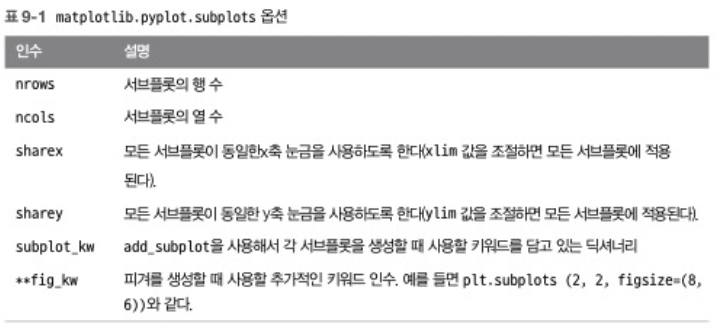 표 9-1 matplotlib.pyplot.subplots 옵션
인수 설명
nrows 서브플롯의 행 수
ncols 서브플롯의 열 수
sharex 모든 서브플롯이 동일한x축 눈금을 사용하도록 한다(xlim 값을 조절하면 모든 서브플롯에 적용
된다).
sharey 모든 서브플롯이 동일한 y축 눈금을 사용하도록 한다(ylim 값을 조절하면 모든 서브플롯에 적용된다).
subplot_kw add_subplot을 사용해서 각 서브플롯을 생성할 때 사용할 키워드를 담고 있는 딕셔너리
**fig_kw 피겨를 생성할 때 사용할 추가적인 키워드 인수. 예를 들면 plt.subplots (2, 2, figsize=(8,
6))와 같다.